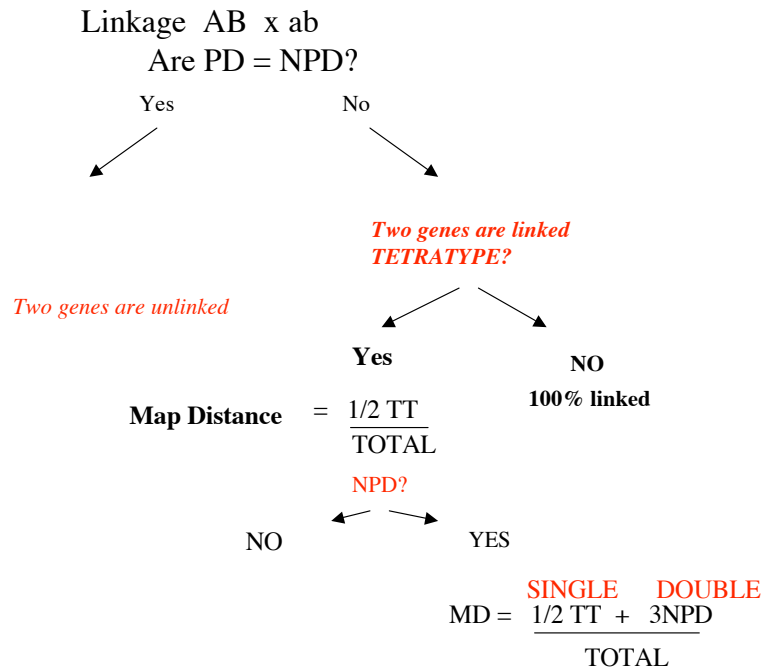 Linkage AB x ab
Are PD = NPD?
Yes No
Two genes are linked
TETRATYPE?
Two genes are unlinked
Yes
NO
100% linked
Map Distance = 1/2 TT
TOTAL
NPD?
NO YES
SINGLE DOUBLE
MD = 1/2 TT + 3NPD
TOTAL